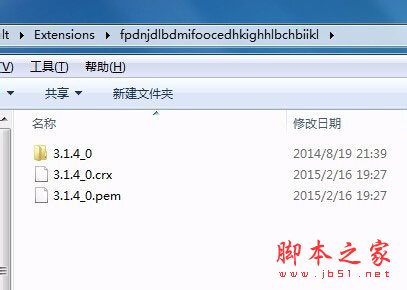 ılt ▸ Extensions ▸ fpdnjdlbdmifoocedhkighhlbchbiikl ▸
(V) 工具(T) 帮助(H)
共享 ▼ 新建文件夹
名称 修改日期
3.1.4_0 2014/8/19 21:39
3.1.4_0.crx 2015/2/16 19:27
3.1.4_0.pem 2015/2/16 19:27
脚本之家
www.jb51.net